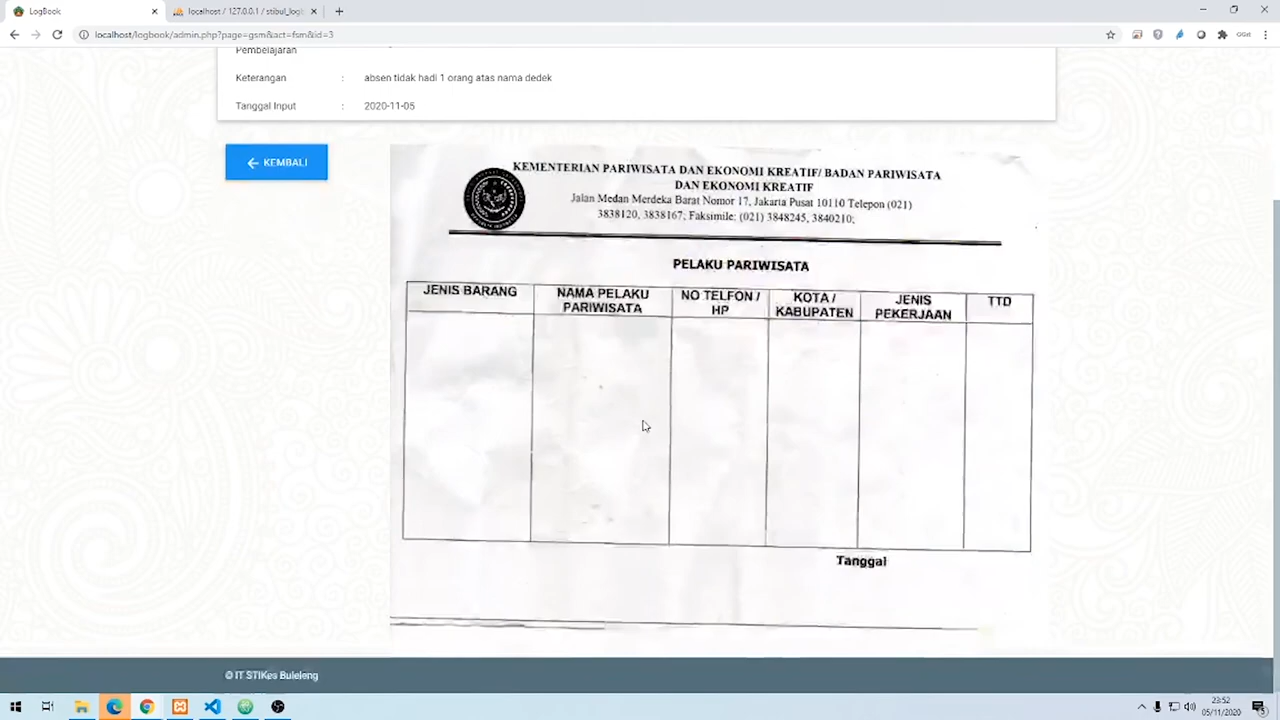 LogBook
localhost / 127.0.0.1 / stibul_logb
localhost/logbook/admin.php?page=gsm&act=fsm&id=3
Pembelajaran
Keterangan : absen tidak hadi 1 orang atas nama dedek
Tanggal Input : 2020-11-05
KEMBALI
KEMENTERIAN PARIWISATA DAN EKONOMI KREATIF/ BADAN PARIWISATA
DAN EKONOMI KREATIF
Jalan Medan Merdeka Barat Nomor 17, Jakarta Pusat 10110 Telepon (021)
3838120, 3838167; Faksimile: (021) 3848245, 3840210;
PELAKU PARIWISATA
JENIS BARANG
NAMA PELAKU
PARIWISATA
NO TELFON /
HP
KOTA /
KABUPATEN
JENIS
PEKERJAAN
TTD
Tanggal
© IT STIKes Buleleng
23:52
05/11/2020